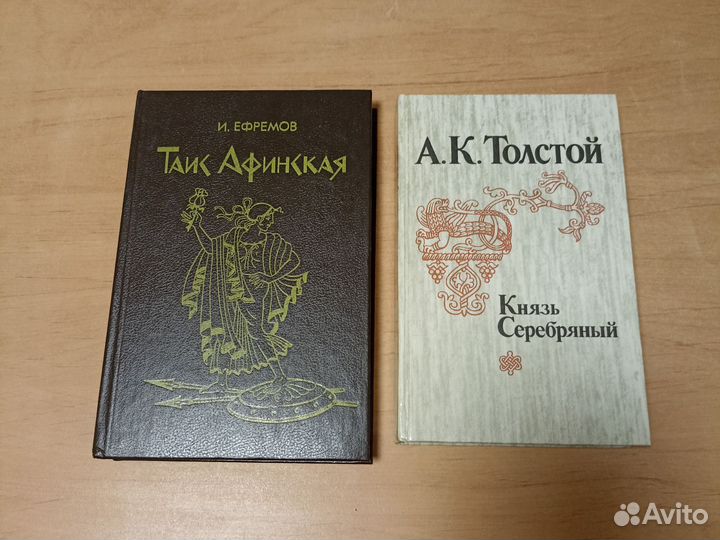 И. ЕФРЕМОВ
ТАИС АФИНСКАЯ
А.К.ТОЛСТОЙ
Князь
Серебряный
Avito